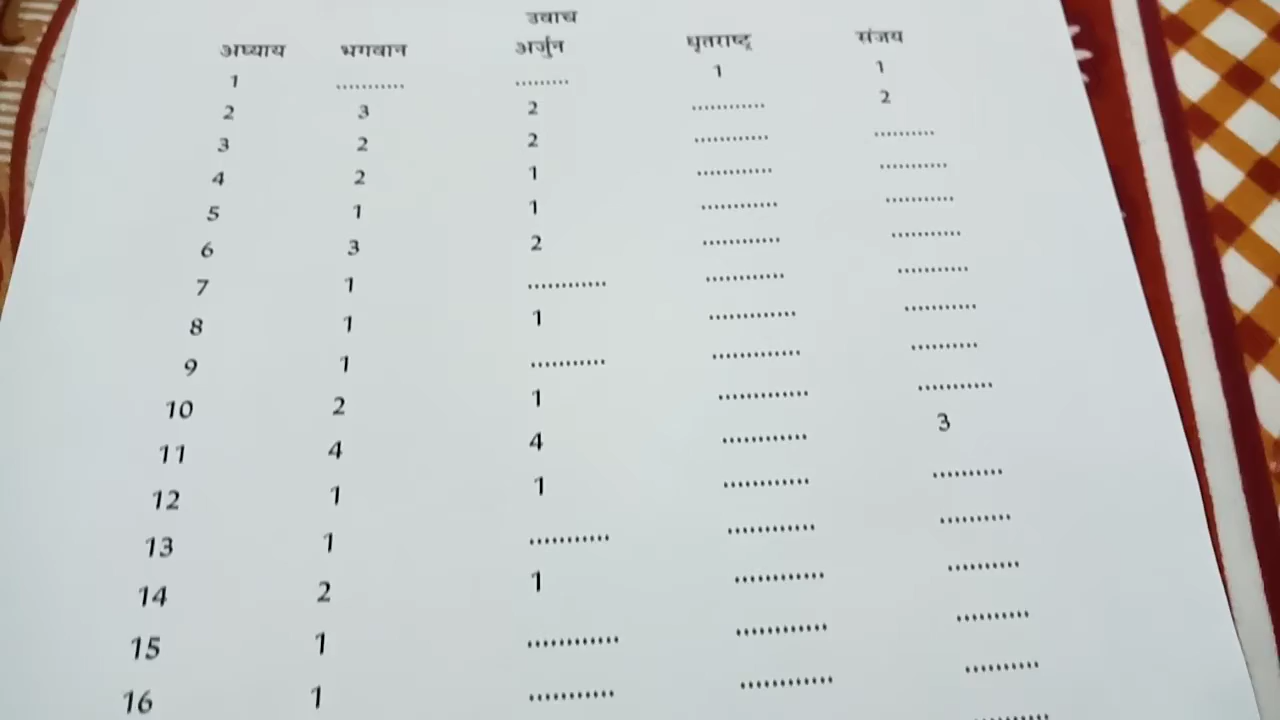 उवाच
अध्याय भगवान अर्जुन धृतराष्ट्र संजय
1 ........... ......... 1 1
2 3 2 ............ 2
3 2 2 ............ ..........
4 2 1 ............ ...........
5 1 1 ............ ...........
6 3 2 ............ ...........
7 1 ............ ............ ...........
8 1 1 ............. ...........
9 1 ............ ............. ...........
10 2 1 ............. ............
11 4 4 ............. 3
12 1 1 ............. ...........
13 1 ............ ............. ...........
14 2 1 ............. ...........
15 1 ............. ............. ...........
16 1 ............. ............. ...........
............